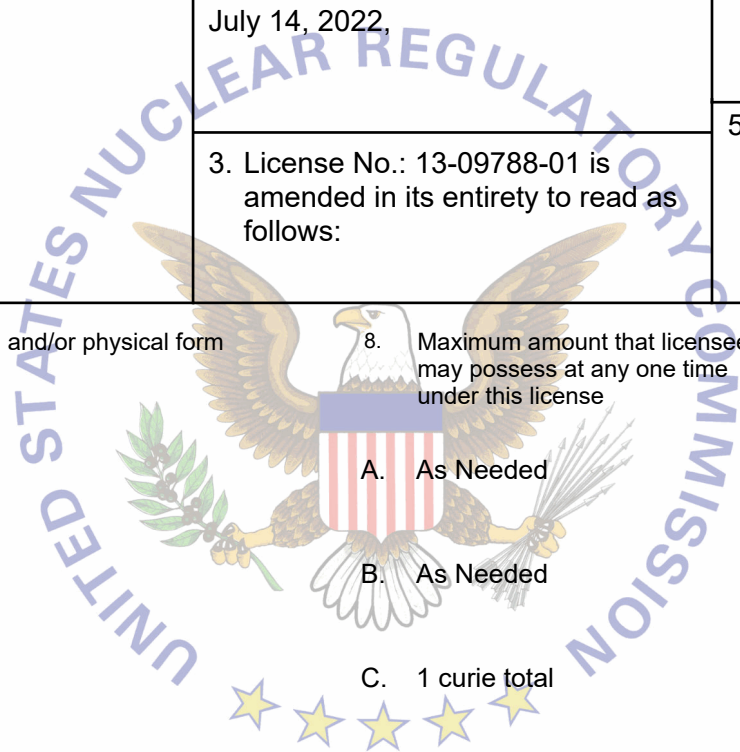 July 14, 2022,
5
3. License No.: 13-09788-01 is
amended in its entirety to read as
follows:
and/or physical form
8. Maximum amount that licensee
may possess at any one time
under this license
A. As Needed
B. As Needed
C. 1 curie total
UNITED STATES NUCLEAR REGULATORY COMMISSION